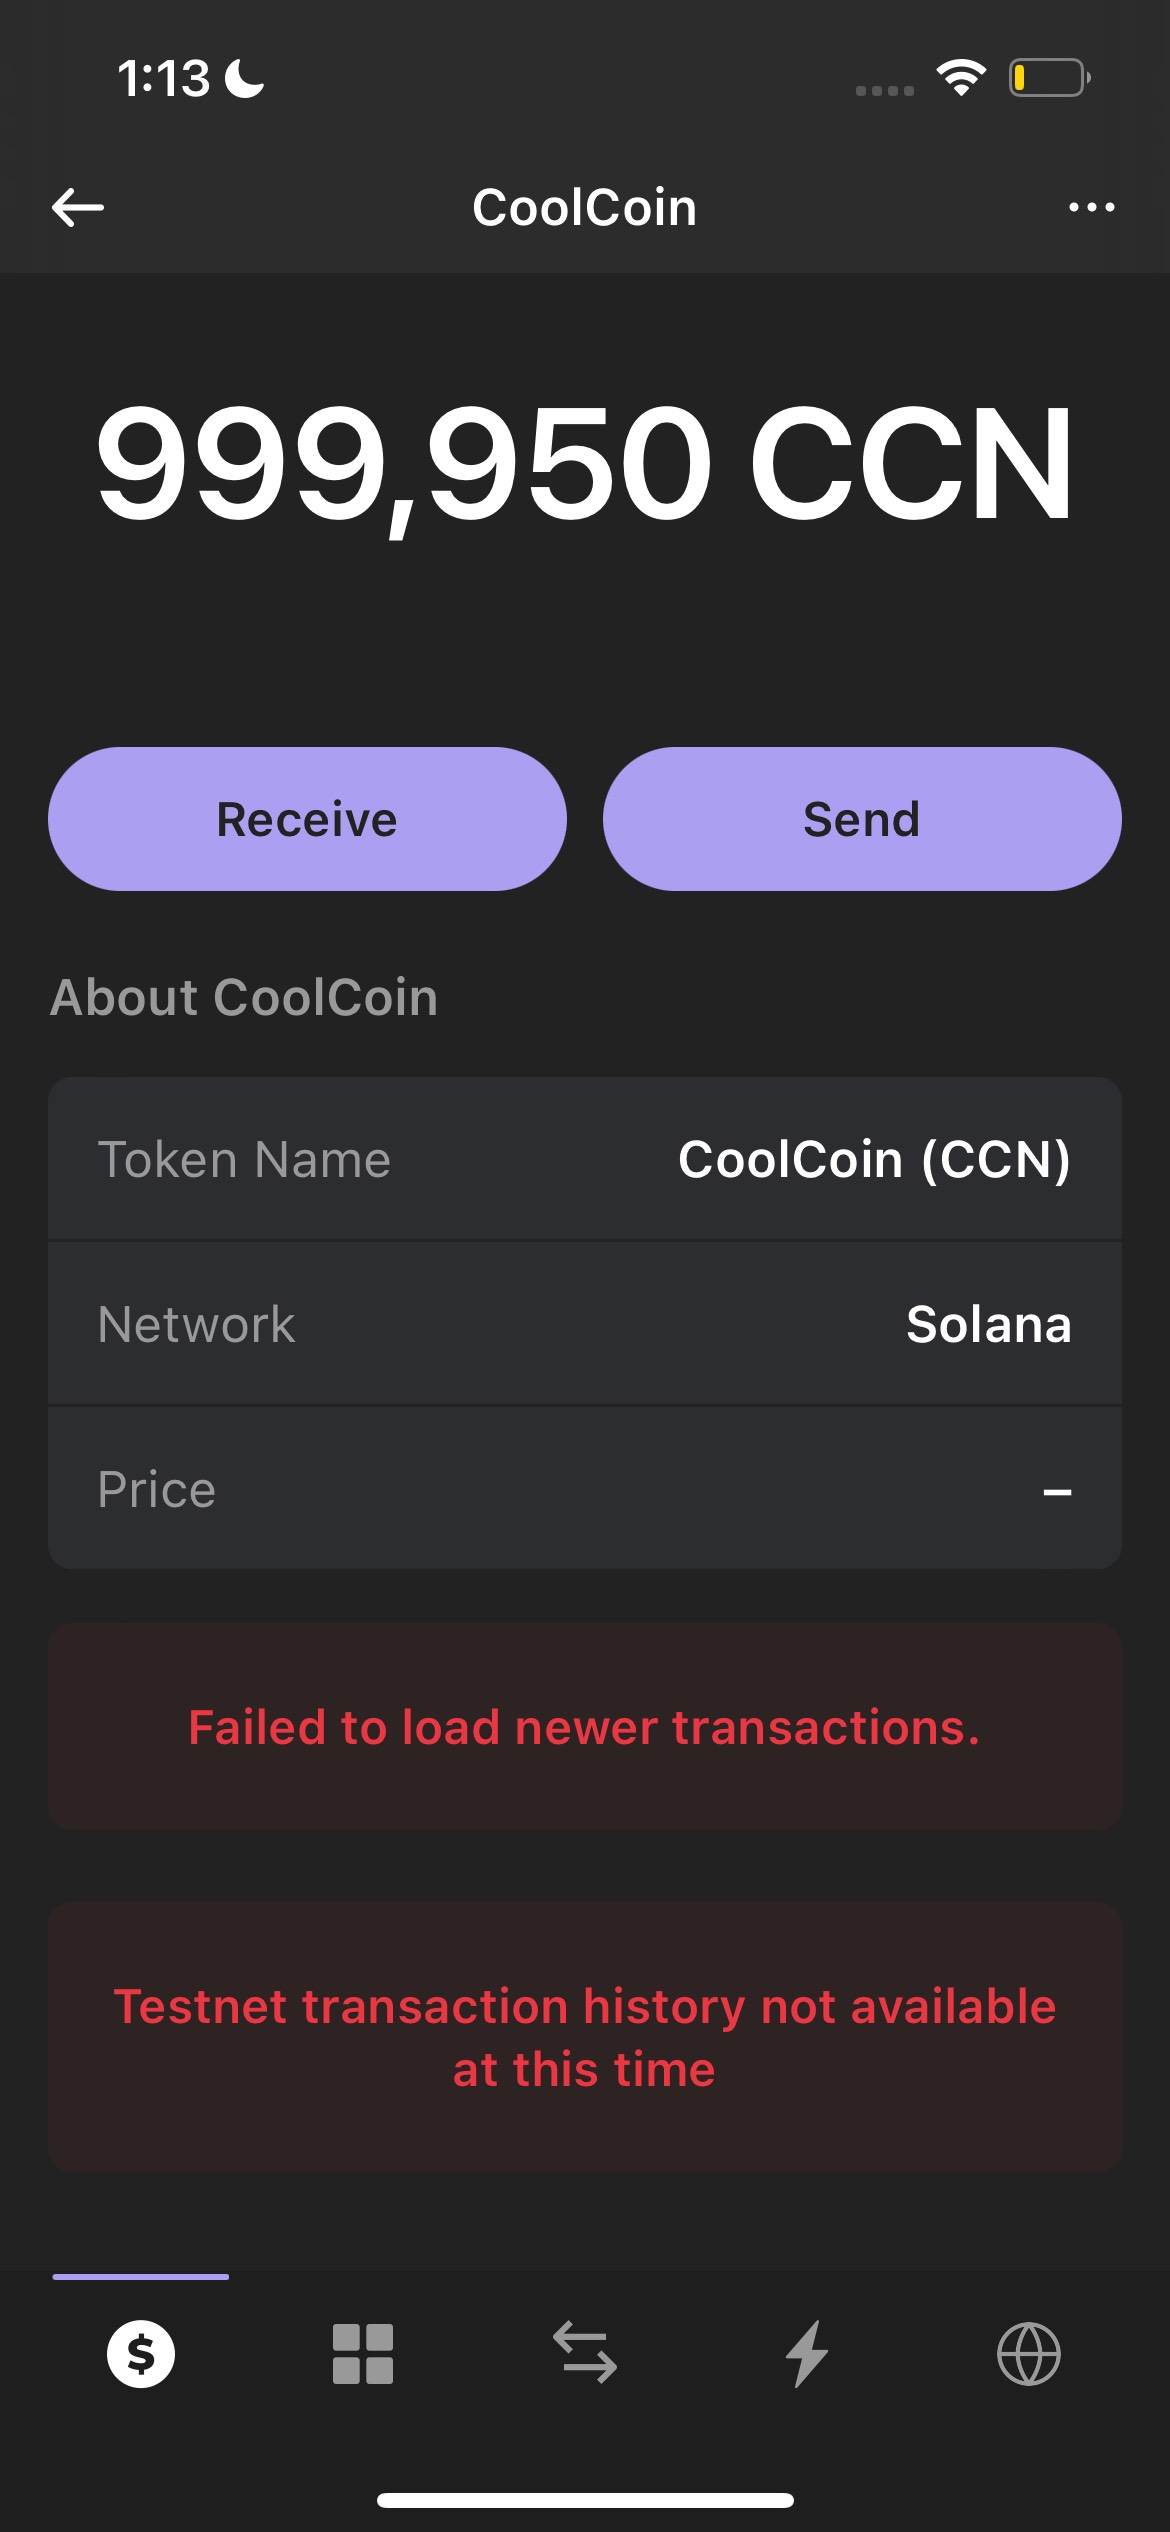 1:13
CoolCoin
999,950 CCN
Receive
Send
About CoolCoin
Token Name
CoolCoin (CCN)
Network
Solana
Price
–
Failed to load newer transactions.
Testnet transaction history not available
at this time